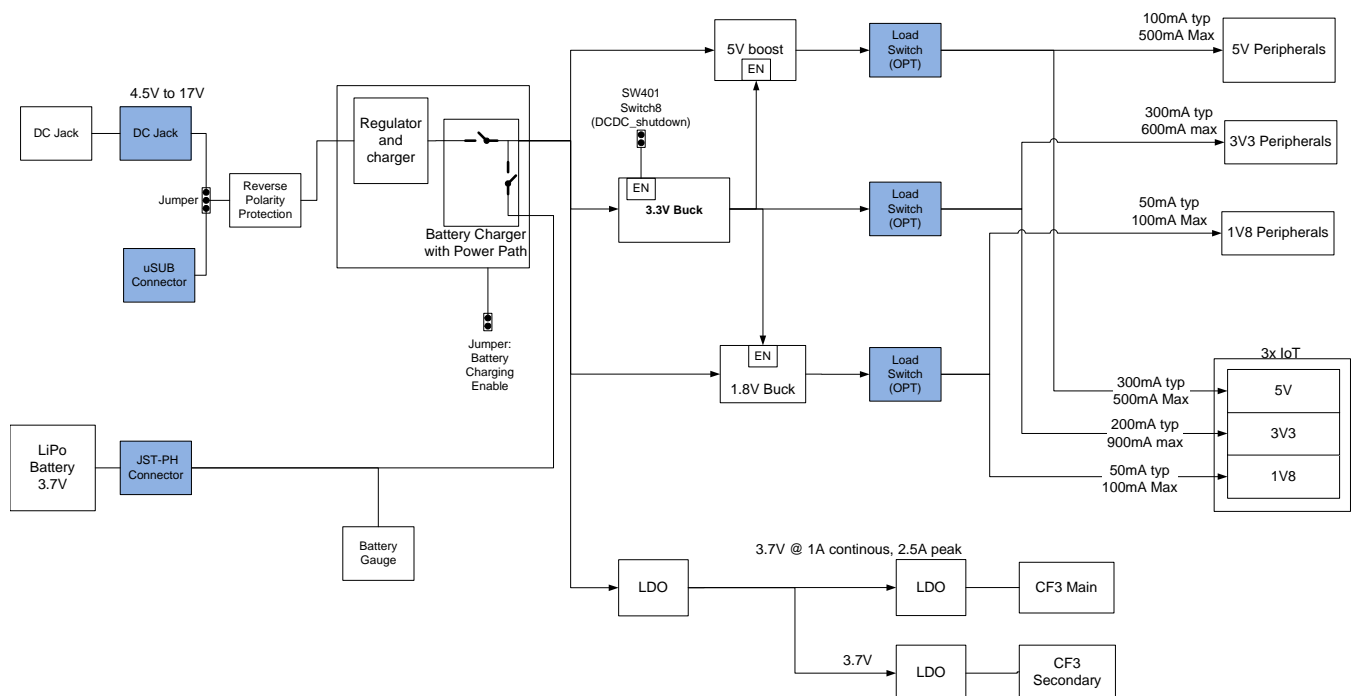 100mA typ
500mA Max
5V boost
EN
Load
Switch
(OPT)
5V Peripherals
4.5V to 17V
DC Jack
DC Jack
Jumper
Reverse
Polarity
Protection
uSUB
Connector
Regulator
and
charger
Battery Charger
with Power Path
Jumper:
Battery
Charging
Enable
SW401
Switch8
(DCDC_shutdown)
EN
3.3V Buck
Load
Switch
(OPT)
300mA typ
600mA max
3V3 Peripherals
50mA typ
100mA Max
1V8 Peripherals
EN
1.8V Buck
Load
Switch
(OPT)
3x IoT
300mA typ
500mA Max
5V
200mA typ
900mA max
3V3
50mA typ
100mA Max
1V8
LiPo
Battery
3.7V
JST-PH
Connector
Battery
Gauge
3.7V @ 1A continous, 2.5A peak
LDO
LDO
CF3 Main
3.7V
LDO
CF3
Secondary